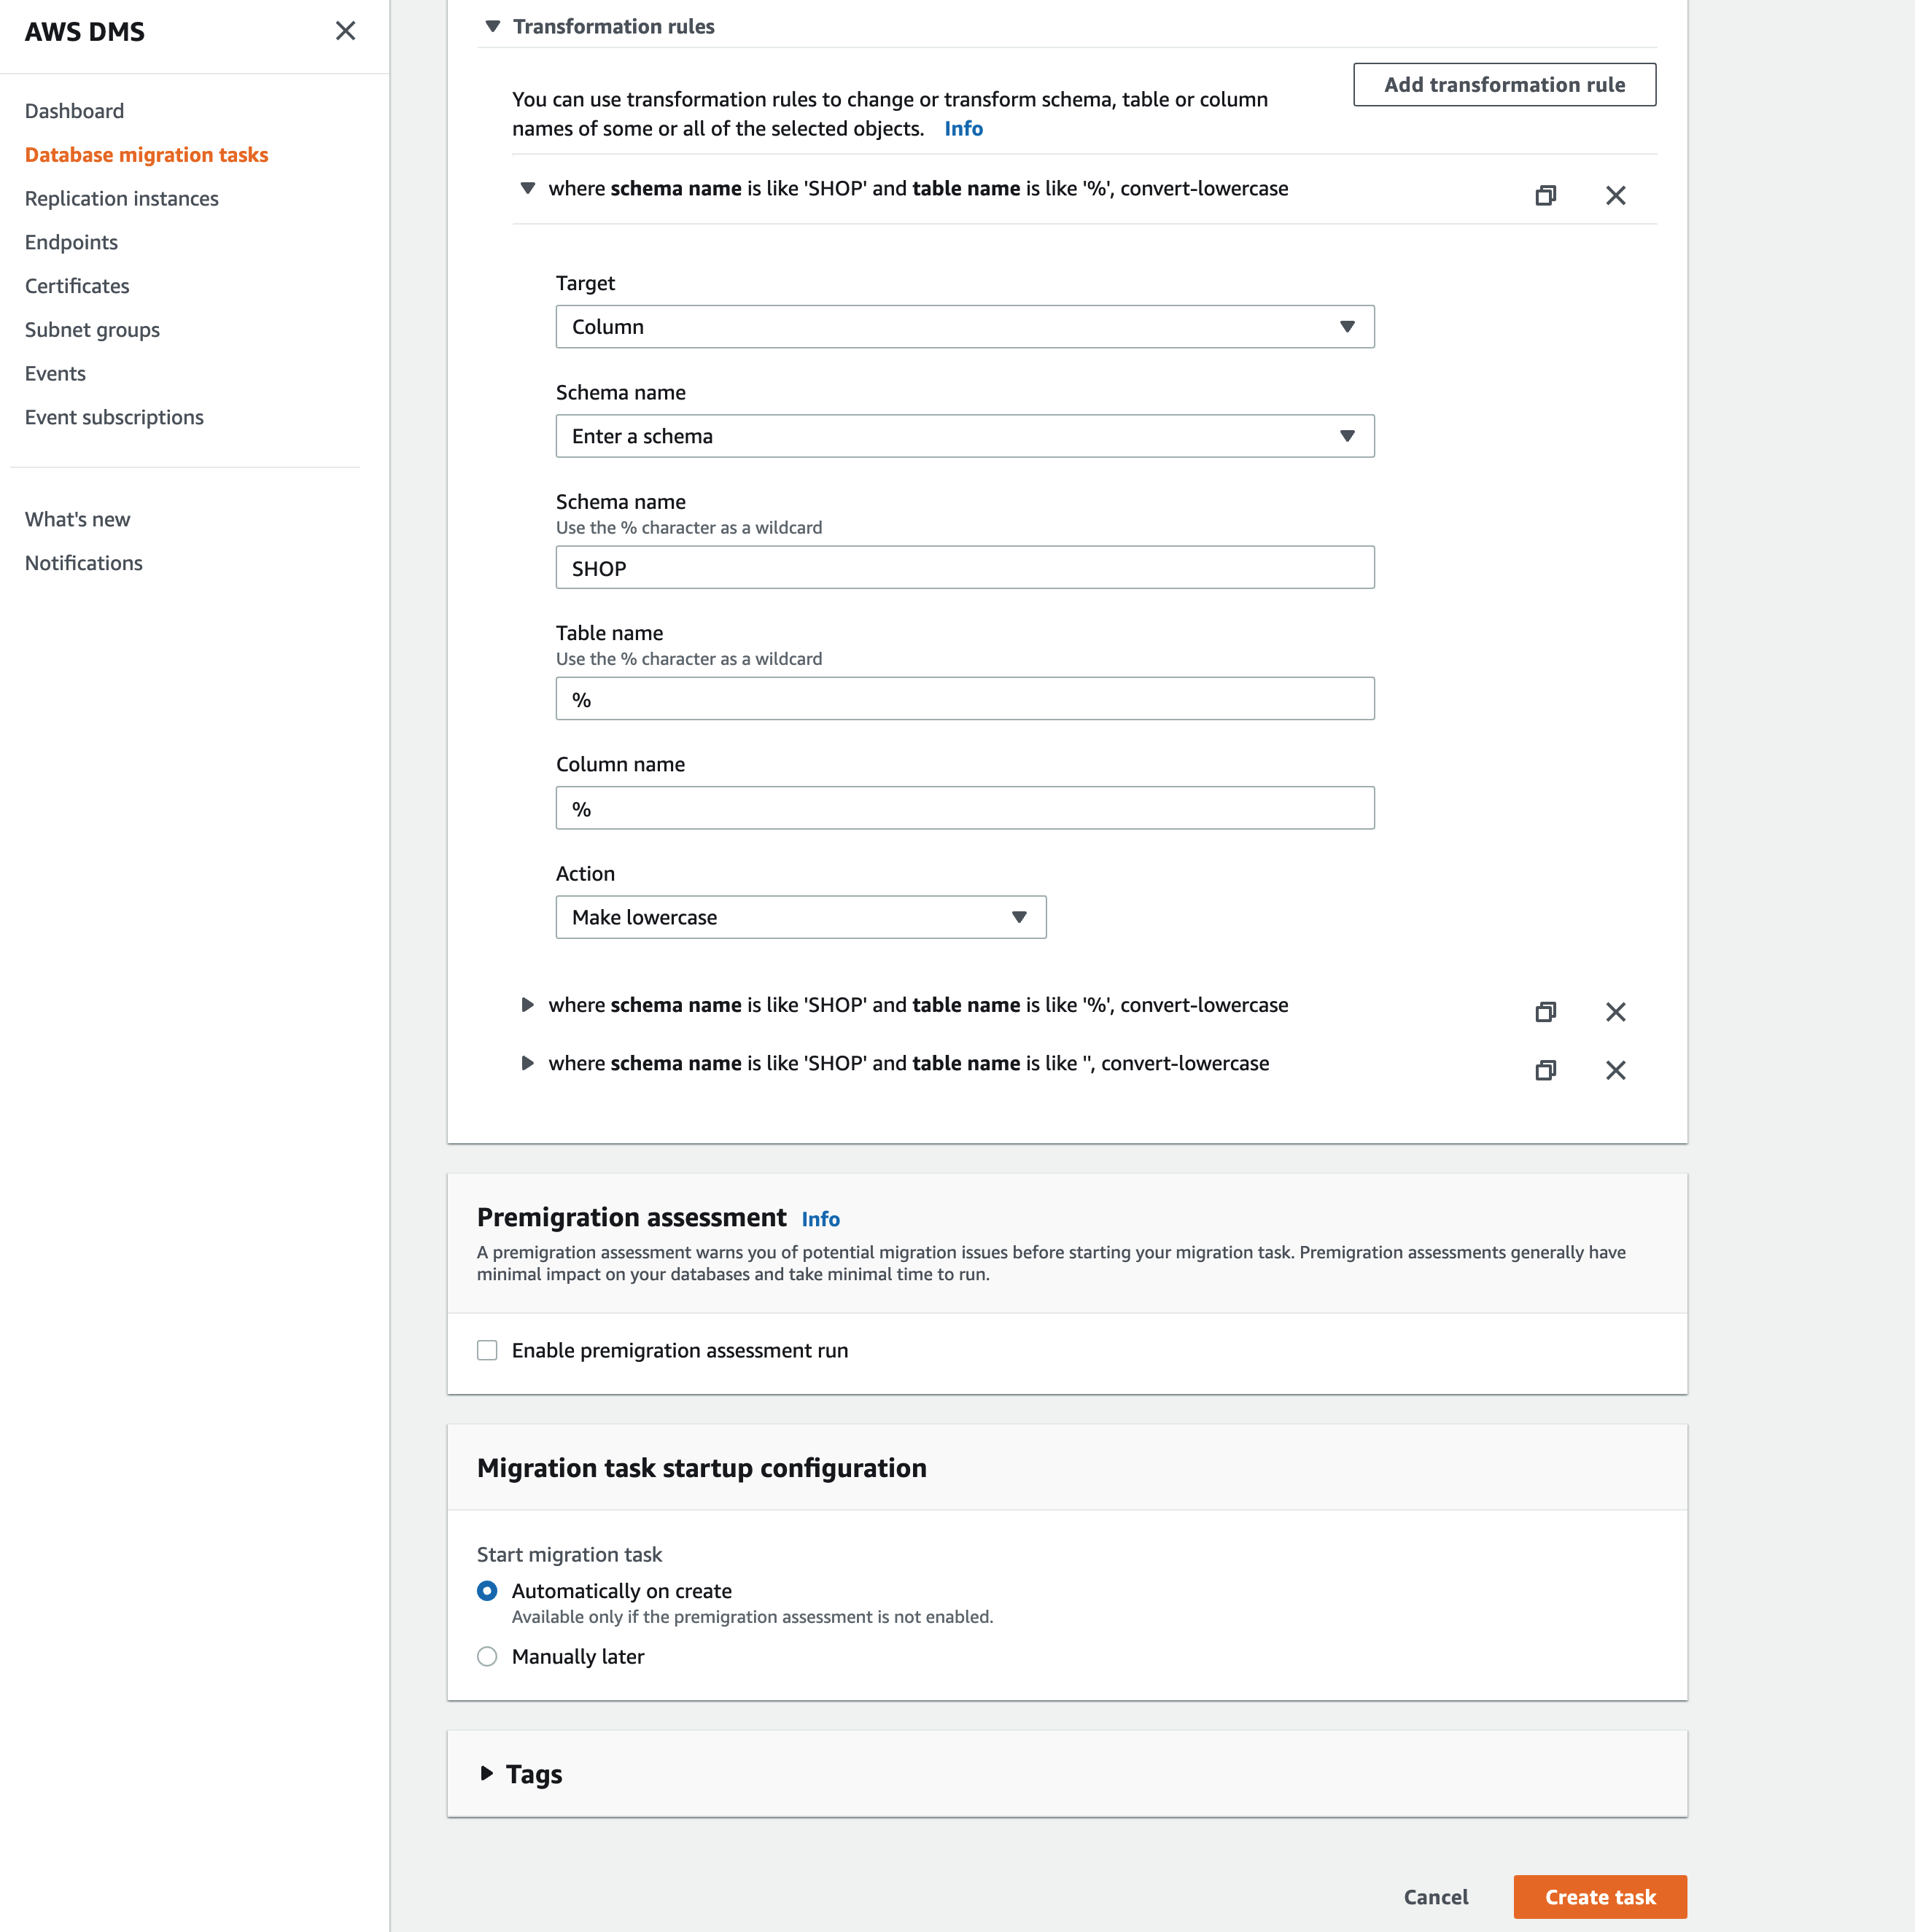 AWS DMS
Dashboard
Database migration tasks
Replication instances
Endpoints
Certificates
Subnet groups
Events
Event subscriptions
What's new
Notifications
Transformation rules
You can use transformation rules to change or transform schema, table or column
names of some or all of the selected objects. Info
Add transformation rule
where schema name is like 'SHOP' and table name is like '%', convert-lowercase
Target
Column
Schema name
Enter a schema
Schema name
Use the % character as a wildcard
SHOP
Table name
Use the % character as a wildcard
%
Column name
%
Action
Make lowercase
where schema name is like 'SHOP' and table name is like '%', convert-lowercase
where schema name is like 'SHOP' and table name is like '', convert-lowercase
Premigration assessment Info
A premigration assessment warns you of potential migration issues before starting your migration task. Premigration assessments generally have
minimal impact on your databases and take minimal time to run.
Enable premigration assessment run
Migration task startup configuration
Start migration task
Automatically on create
Available only if the premigration assessment is not enabled.
Manually later
Tags
Cancel
Create task